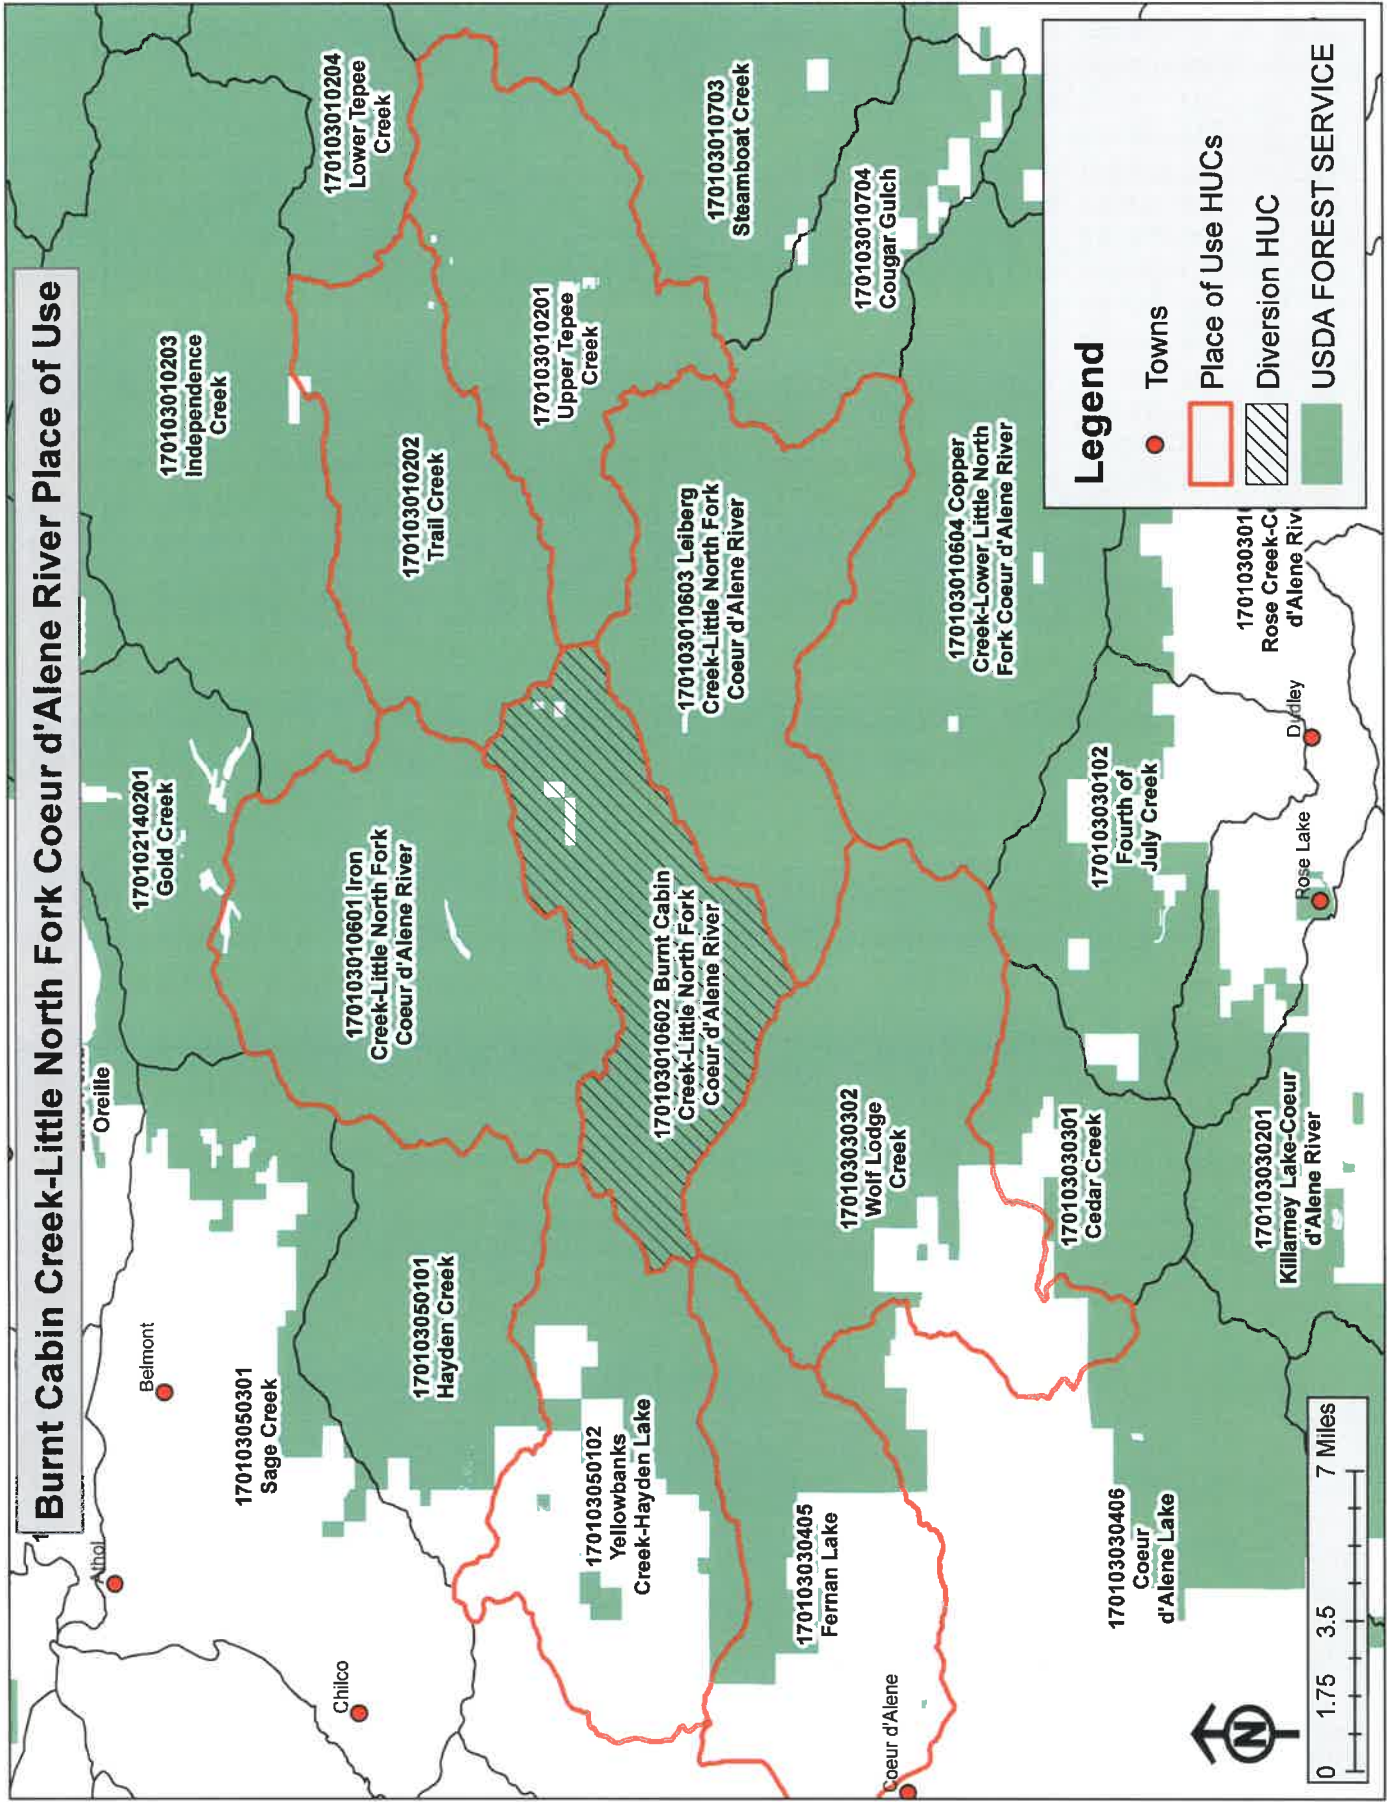 Burnt Cabin Creek-Little North Fork Coeur d'Alene River Place of Use
Athol
Belmont
Chilco
Oreille
170103050301
Sage Creek
170102140201
Gold Creek
170103010203
Independence
Creek
170103010204
Lower Tepee
Creek
170103050101
Hayden Creek
170103010601 Iron
Creek-Little North Fork
Coeur d'Alene River
170103010202
Trail Creek
170103010201
Upper Tepee
Creek
170103010703
Steamboat Creek
170103050102
Yellowbanks
Creek-Hayden Lake
170103010602 Burnt Cabin
Creek-Little North Fork
Coeur d'Alene River
170103010603 Leiberg
Creek-Little North Fork
Coeur d'Alene River
170103010704
Cougar Gulch
170103030405
Fernan Lake
170103030302
Wolf Lodge
Creek
170103010604 Copper
Creek-Lower Little North
Fork Coeur d'Alene River
Coeur d'Alene
170103030406
Coeur
d'Alene Lake
170103030301
Cedar Creek
170103030102
Fourth of
July Creek
170103030201
Killarney Lake-Coeur
d'Alene River
Rose Lake
Dudley
1701030301
Rose Creek-Co
d'Alene Riv
N
0 1.75 3.5 7 Miles
Legend
Towns
Place of Use HUCs
Diversion HUC
USDA FOREST SERVICE